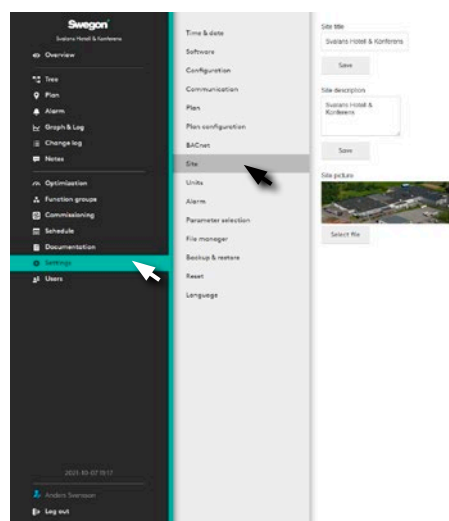 Swegon
Svalans Hotell & Konferens
Overview
Tree
Plan
Alarm
Graph & Log
Change log
Notes
Optimization
Function groups
Commissioning
Schedule
Documentation
Settings
Users
2021-10-07 15:17
Anders Svensson
Log out
Time & date
Software
Configuration
Communication
Plan
Plan configuration
BACnet
Site
Units
Alarm
Parameter selection
File manager
Backup & restore
Reset
Language
Site title
Svalans Hotell & Konferens
Save
Site description
Svalans Hotell &
Konferens
Save
Site picture
Select file